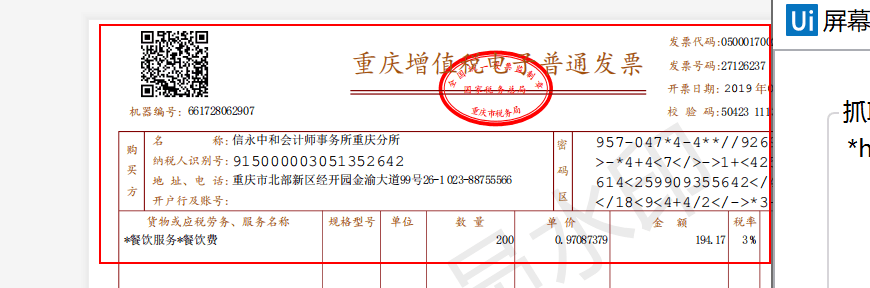 重庆增值税电子普通发票
全国统一发票监制章
国家税务总局
重庆市税务局
发票代码:05000170
发票号码:27126237
开票日期: 2019 年
校 验 码:50423 111
机器编号: 661728062907
购买方
名 称:信永中和会计师事务所重庆分所
纳税人识别号:915000003051352642
地 址、电 话:重庆市北部新区经开园金渝大道99号26-1 023-88755566
开户行及账号:
密码区
957-047*4-4**//926
>-*4+4<7</>->1+<425
614<259909355642</
</18<9<4+4/2</->*3-
货物或应税劳务、服务名称 规格型号 单位 数 量 单 价 金 额 税率
*餐饮服务*餐饮费 200 0.97087379 194.17 3%
Ui 屏幕
抓
*h